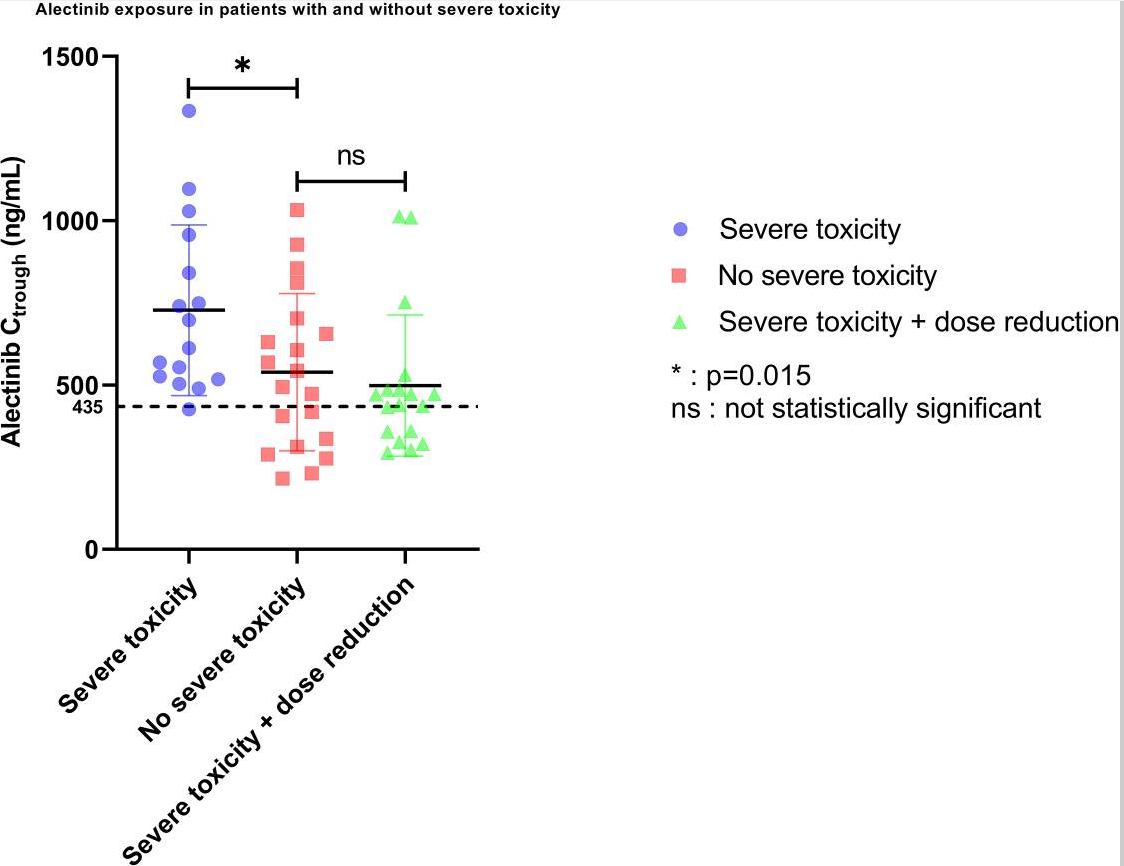 Alectinib exposure in patients with and without severe toxicity
Alectinib Ctrough (ng/mL)
1500
1000
500
435
0
*
ns
Severe toxicity
No severe toxicity
Severe toxicity + dose reduction
Severe toxicity
No severe toxicity
Severe toxicity + dose reduction
* : p=0.015
ns : not statistically significant